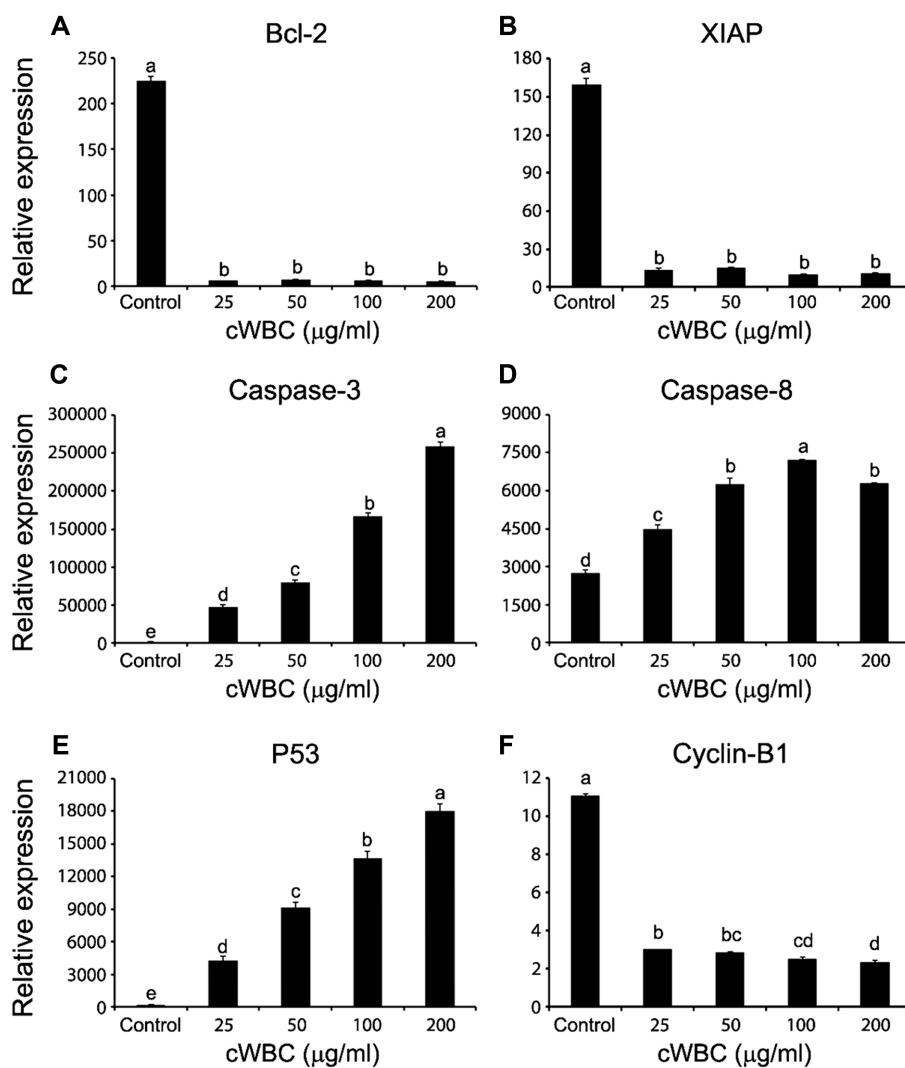 A
Bcl-2
Relative expression
250
200
150
100
50
0
a
b
b
b
b
Control
25
50
100
200
cWBC (µg/ml)
B
XIAP
180
150
120
90
60
30
0
a
b
b
b
b
Control
25
50
100
200
cWBC (µg/ml)
C
Caspase-3
Relative expression
300000
250000
200000
150000
100000
50000
0
e
d
c
b
a
Control
25
50
100
200
cWBC (µg/ml)
D
Caspase-8
9000
7500
6000
4500
3000
1500
0
d
c
b
a
b
Control
25
50
100
200
cWBC (µg/ml)
E
P53
Relative expression
21000
18000
15000
12000
9000
6000
3000
0
e
d
c
b
a
Control
25
50
100
200
cWBC (µg/ml)
F
Cyclin-B1
12
10
8
6
4
2
0
a
b
bc
cd
d
Control
25
50
100
200
cWBC (µg/ml)